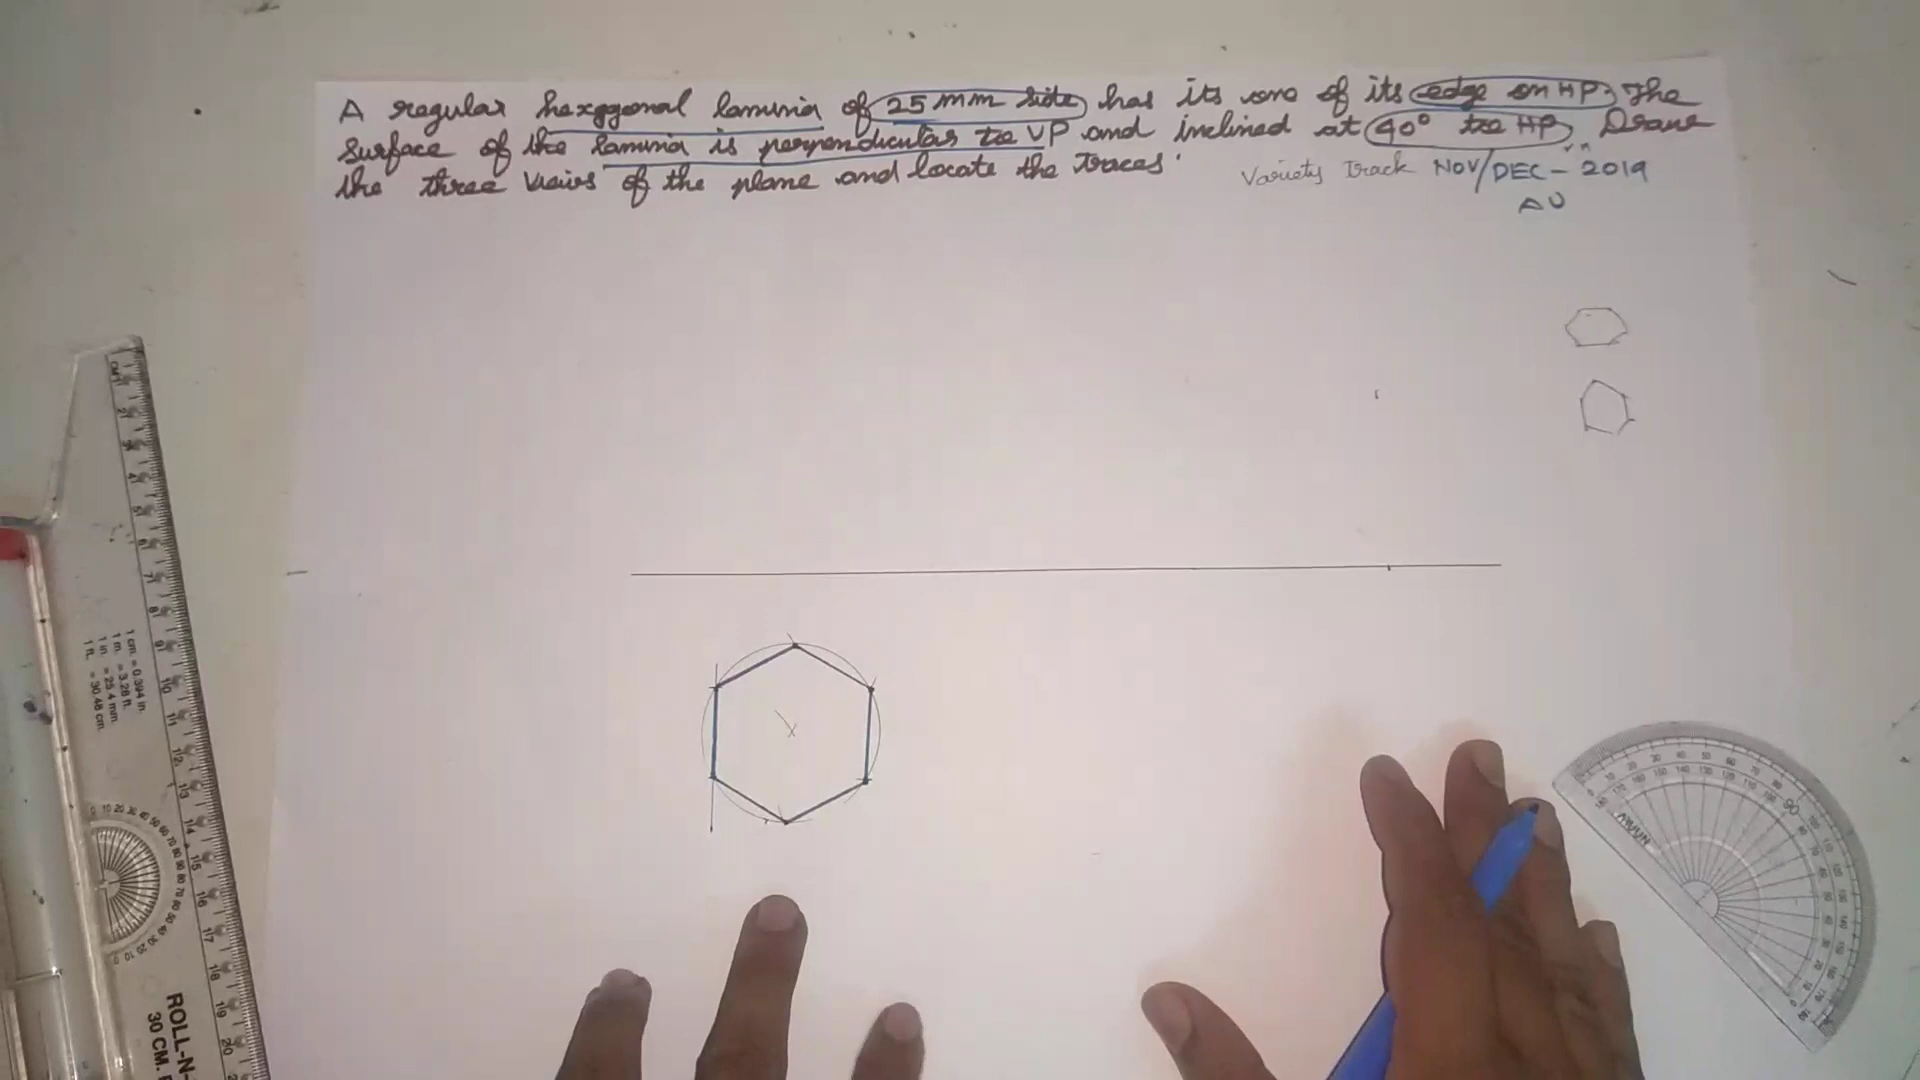 A regular hexagonal lamina of 25 mm side has its one of its edge on HP. The
Surface of the lamina is perpendicular to VP and inclined at 40° to HP. Draw
the three views of the plane and locate the traces.
Variety Track NOV/DEC - 2019
AU
1 cm. = 0.394 in.
1 m. = 3.28 ft.
1 in. = 25.4 mm.
1 ft. = 30.48 cm.
ROLL-N-
30 CM.